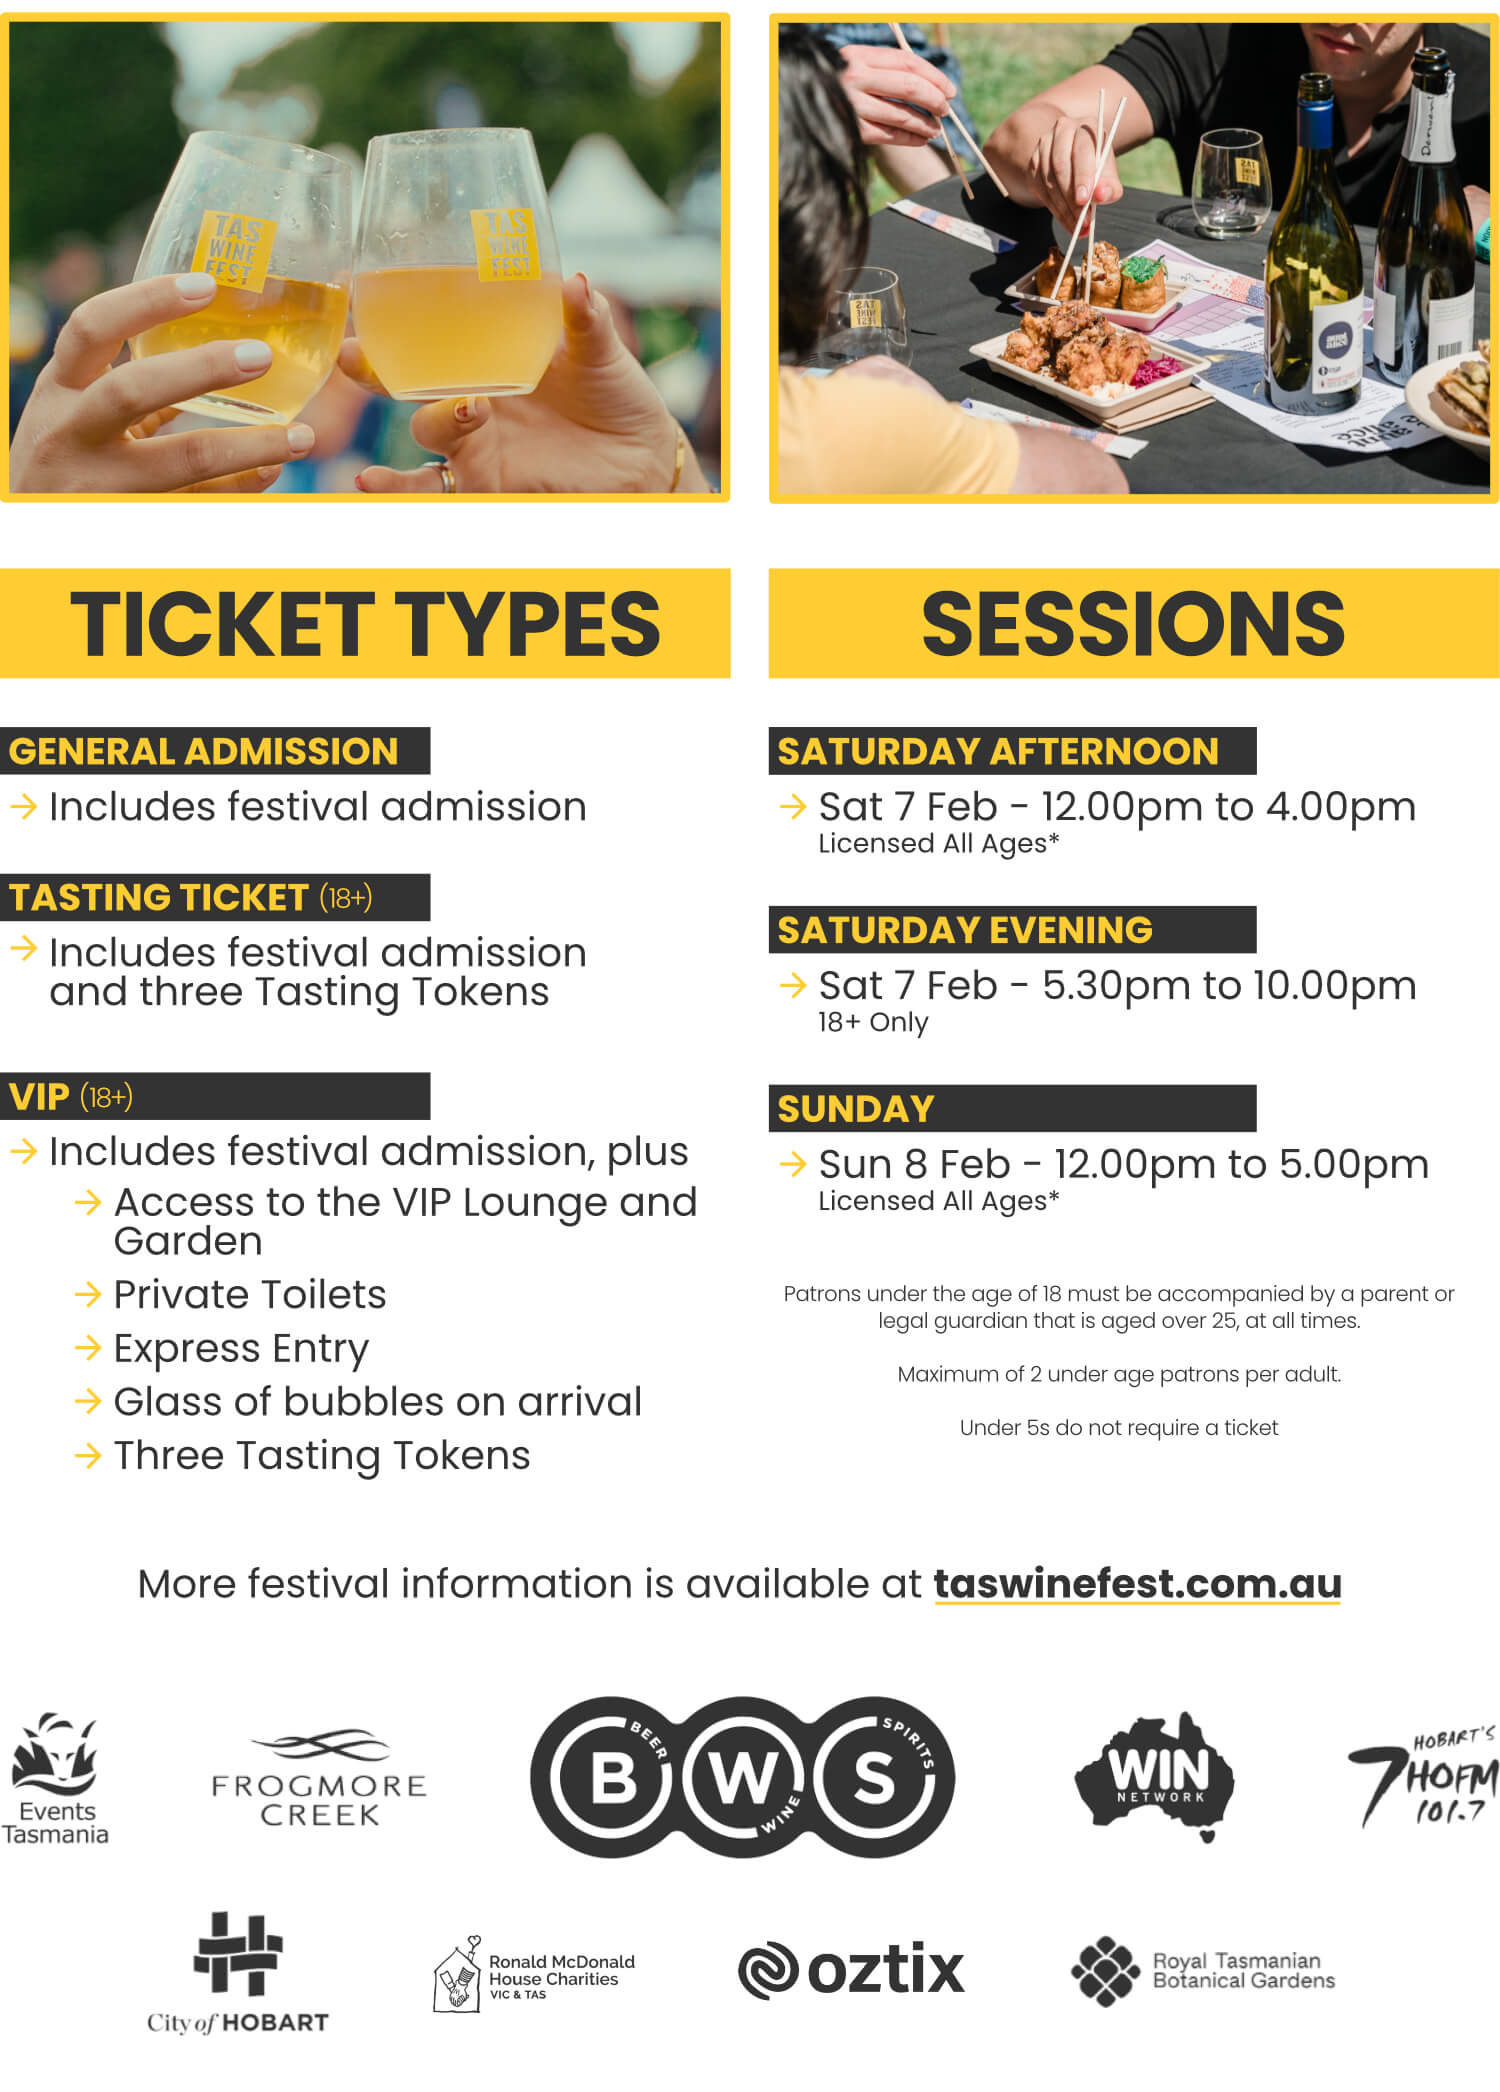 TAS
WINE
FEST
TAS
WINE
FEST
Derwent
TICKET TYPES
GENERAL ADMISSION
Includes festival admission
TASTING TICKET (18+)
Includes festival admission
and three Tasting Tokens
VIP (18+)
Includes festival admission, plus
Access to the VIP Lounge and
Garden
Private Toilets
Express Entry
Glass of bubbles on arrival
Three Tasting Tokens
SESSIONS
SATURDAY AFTERNOON
Sat 7 Feb - 12.00pm to 4.00pm
Licensed All Ages*
SATURDAY EVENING
Sat 7 Feb - 5.30pm to 10.00pm
18+ Only
SUNDAY
Sun 8 Feb - 12.00pm to 5.00pm
Licensed All Ages*
Patrons under the age of 18 must be accompanied by a parent or
legal guardian that is aged over 25, at all times.
Maximum of 2 under age patrons per adult.
Under 5s do not require a ticket
More festival information is available at taswinefest.com.au
Events
Tasmania
FROGMORE
CREEK
BEER
B
W
WINE
SPIRITS
S
WIN
NETWORK
HOBART'S
7HOFM
101.7
City of HOBART
Ronald McDonald
House Charities
VIC & TAS
oztix
Royal Tasmanian
Botanical Gardens